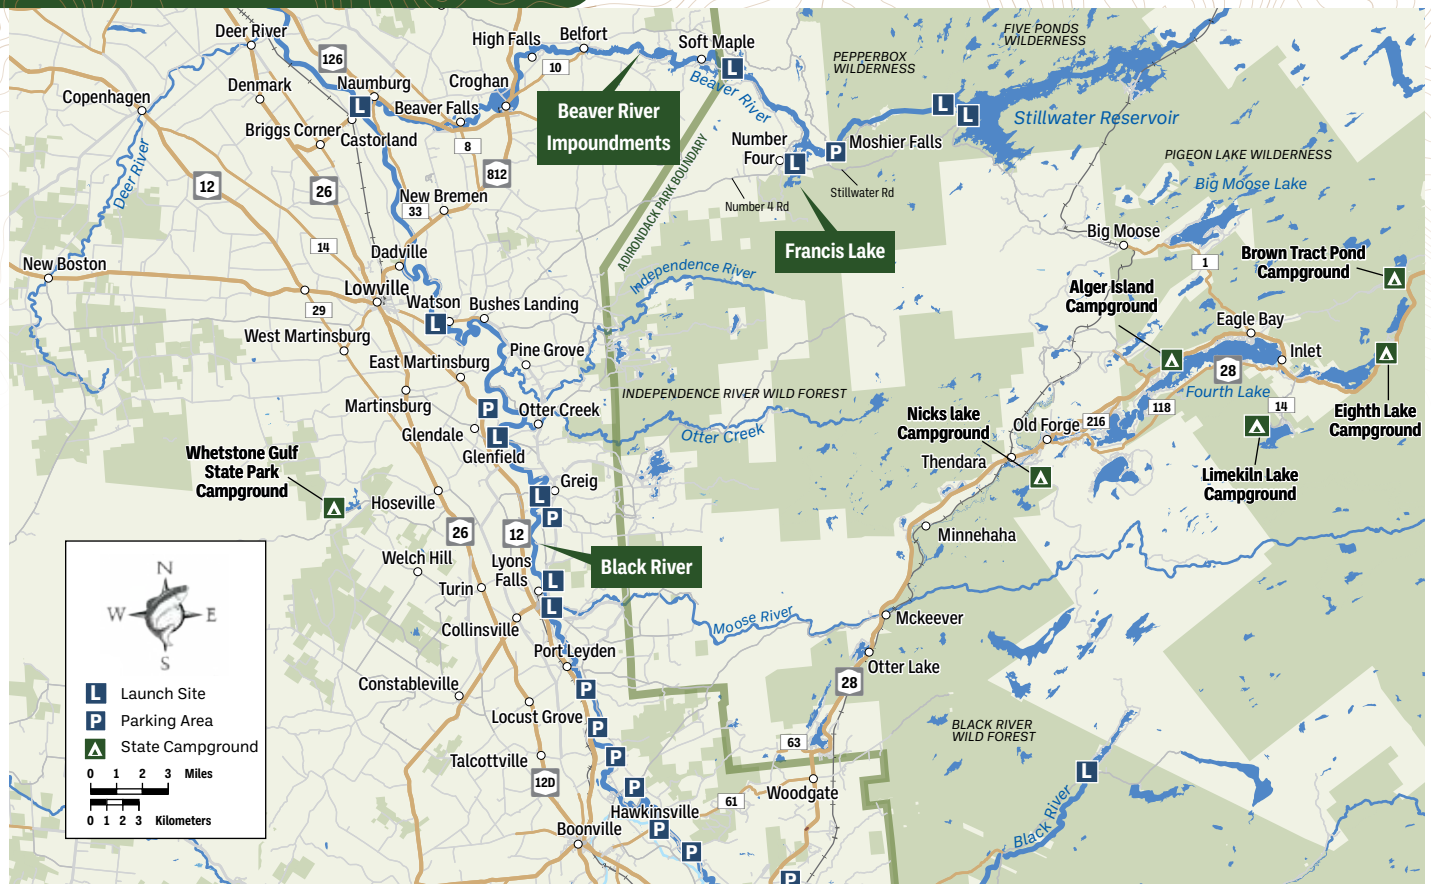 Deer River
High Falls
Belfort
Soft Maple
FIVE PONDS
WILDERNESS
126
10
PEPPERBOX
WILDERNESS
L
Denmark
Naumburg
Croghan
Beaver River
Copenhagen
L
Beaver Falls
Beaver River
Impoundments
L
L
Stillwater Reservoir
Briggs Corner
Castorland
Number
Four
Moshier Falls
P
L
8
PIGEON LAKE WILDERNESS
Deer River
12
26
812
Big Moose Lake
New Bremen
33
Number 4 Rd
Stillwater Rd
ADIRONDACK PARK BOUNDARY
14
Dadville
Francis Lake
Big Moose
New Boston
1
Brown Tract Pond
Campground
Independence River
Lowville
29
Watson
Bushes Landing
L
Alger Island
Campground
Eagle Bay
West Martinsburg
East Martinsburg
Pine Grove
Inlet
28
INDEPENDENCE RIVER WILD FOREST
Fourth Lake
Martinsburg
P
Otter Creek
Nicks lake
Campground
118
14
Eighth Lake
Campground
Glendale
L
Otter Creek
Old Forge
216
Whetstone Gulf
State Park
Campground
Glenfield
Thendara
Limekiln Lake
Campground
Greig
L
Hoseville
P
26
12
Minnehaha
Welch Hill
Lyons
Falls
Black River
Turin
L
L
Collinsville
Moose River
Mckeever
Port Leyden
Otter Lake
Constableville
P
28
Locust Grove
P
BLACK RIVER
WILD FOREST
63
Talcottville
P
12D
P
L
Woodgate
61
Hawkinsville
Boonville
P
Black River
P
P
N
W
E
S
L Launch Site
P Parking Area
State Campground
0 1 2 3 Miles
0 1 2 3 Kilometers